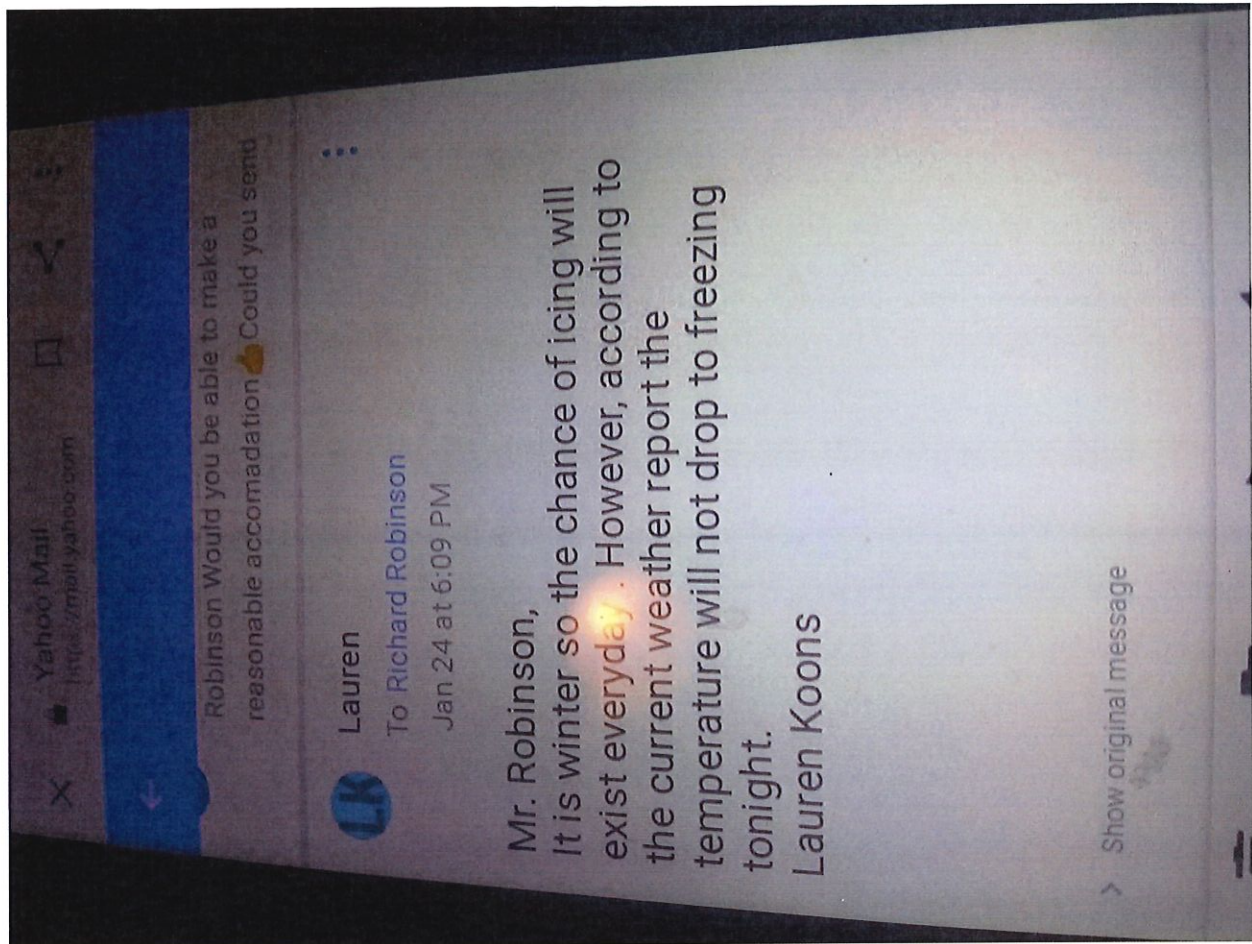 Yahoo Mail
https://mail.yahoo.com
Robinson Would you be able to make a
reasonable accomadation👍Could you send
LK
Lauren
To Richard Robinson
Jan 24 at 6:09 PM
Mr. Robinson,
It is winter so the chance of icing will
exist everyday . However, according to
the current weather report the
temperature will not drop to freezing
tonight.
Lauren Koons
Show original message